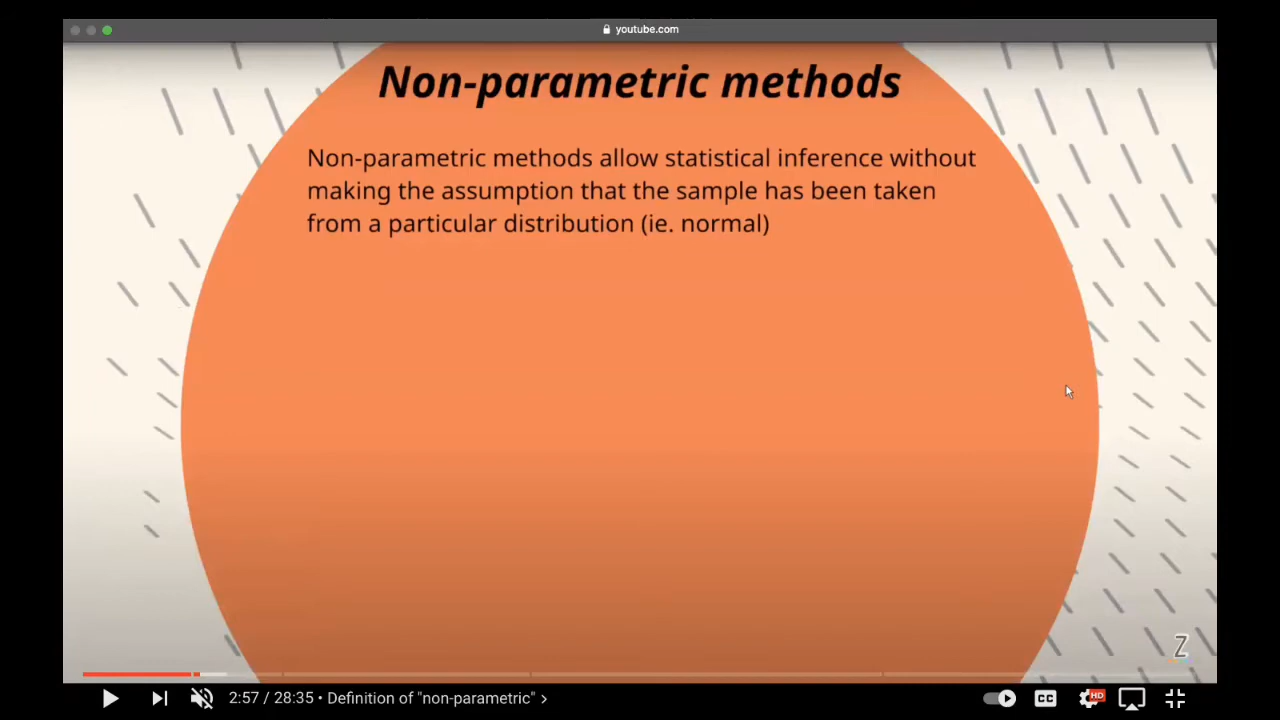 youtube.com
Non-parametric methods
Non-parametric methods allow statistical inference without
making the assumption that the sample has been taken
from a particular distribution (ie. normal)
Z
2:57 / 28:35 • Definition of "non-parametric" >
CC
HD